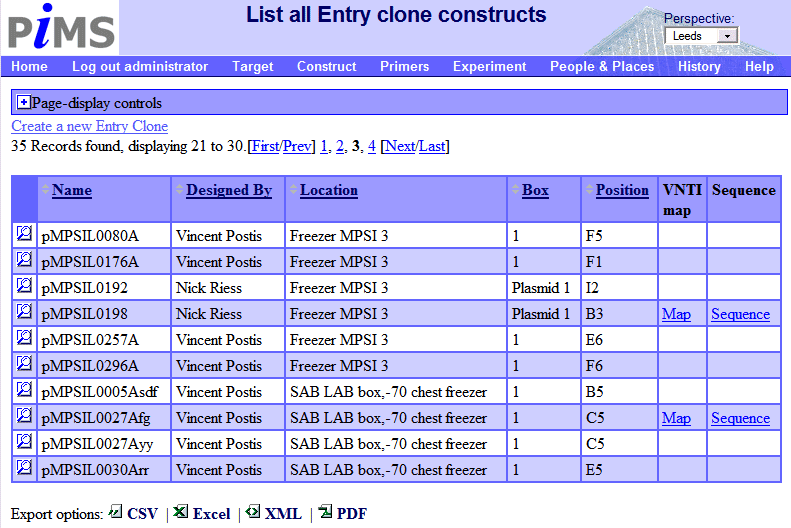 PiMS List all Entry clone constructs Perspective:
Leeds
Home Log out administrator Target Construct Primers Experiment People & Places History Help
Page-display controls
Create a new Entry Clone
35 Records found, displaying 21 to 30.[First/Prev] 1, 2, 3, 4 [Next/Last]
Name Designed By Location Box Position VNTI map Sequence
pMPSIL0080A Vincent Postis Freezer MPSI 3 1 F5
pMPSIL0176A Vincent Postis Freezer MPSI 3 1 F1
pMPSIL0192 Nick Riess Freezer MPSI 3 Plasmid 1 I2
pMPSIL0198 Nick Riess Freezer MPSI 3 Plasmid 1 B3 Map Sequence
pMPSIL0257A Vincent Postis Freezer MPSI 3 1 E6
pMPSIL0296A Vincent Postis Freezer MPSI 3 1 F6
pMPSIL0005Asdf Vincent Postis SAB LAB box,-70 chest freezer 1 B5
pMPSIL0027Afg Vincent Postis SAB LAB box,-70 chest freezer 1 C5 Map Sequence
pMPSIL0027Ayy Vincent Postis SAB LAB box,-70 chest freezer 1 C5
pMPSIL0030Arr Vincent Postis SAB LAB box,-70 chest freezer 1 E5
Export options: CSV | Excel | XML | PDF